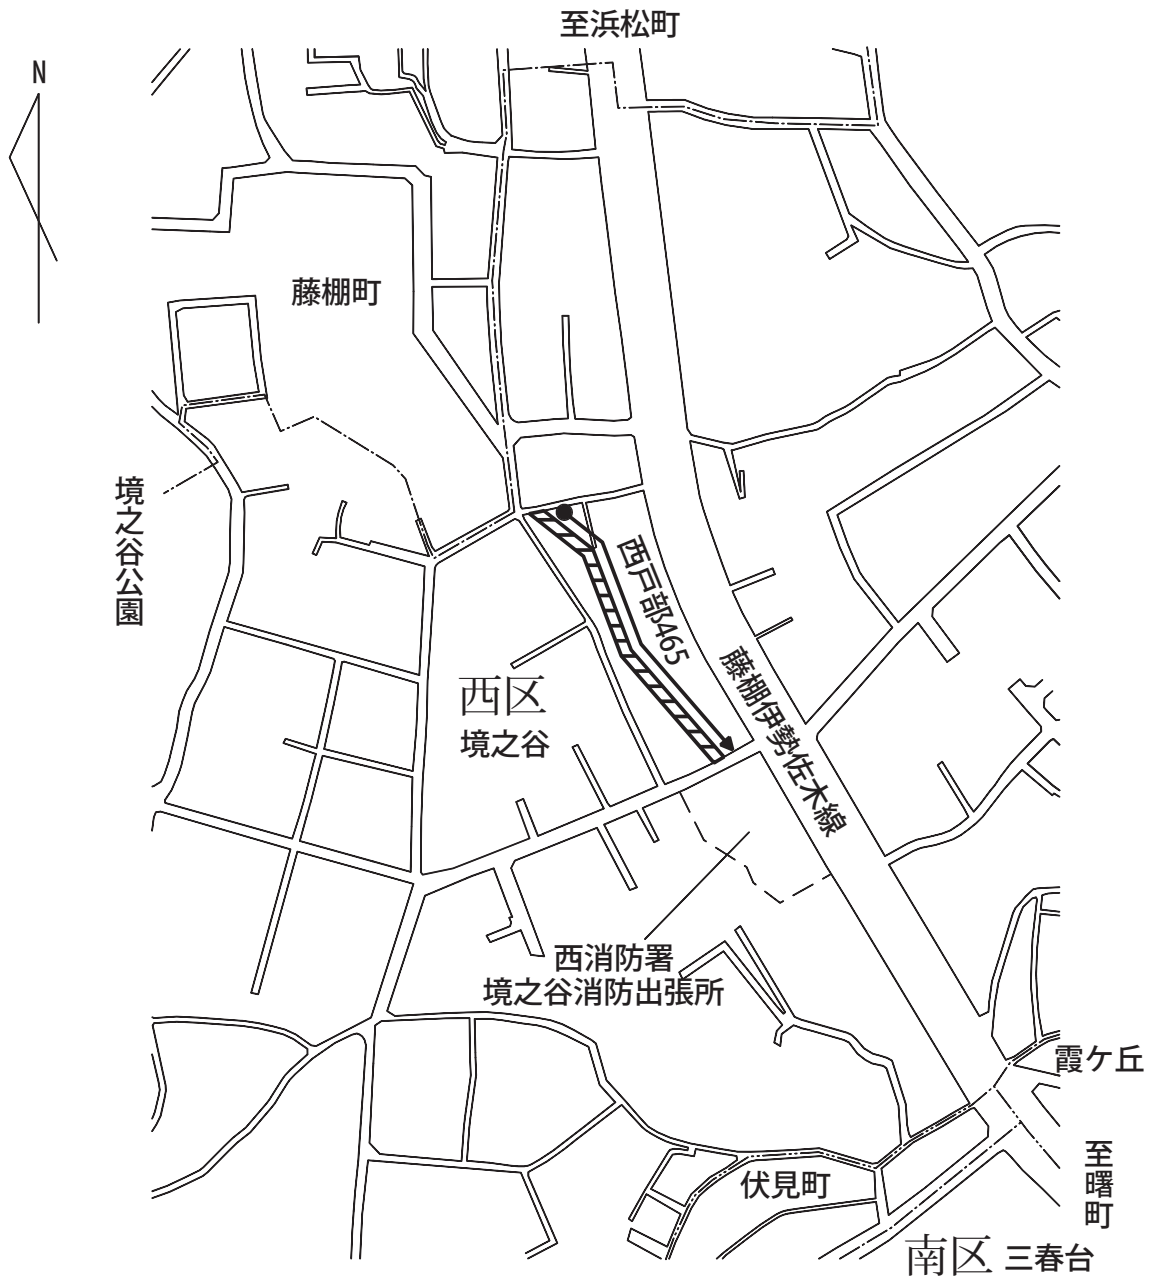 至浜松町
N
藤棚町
境之谷公園
西戸部465
西区
境之谷
藤棚伊勢佐木線
西消防署
境之谷消防出張所
霞ケ丘
至曙町
伏見町
南区 三春台